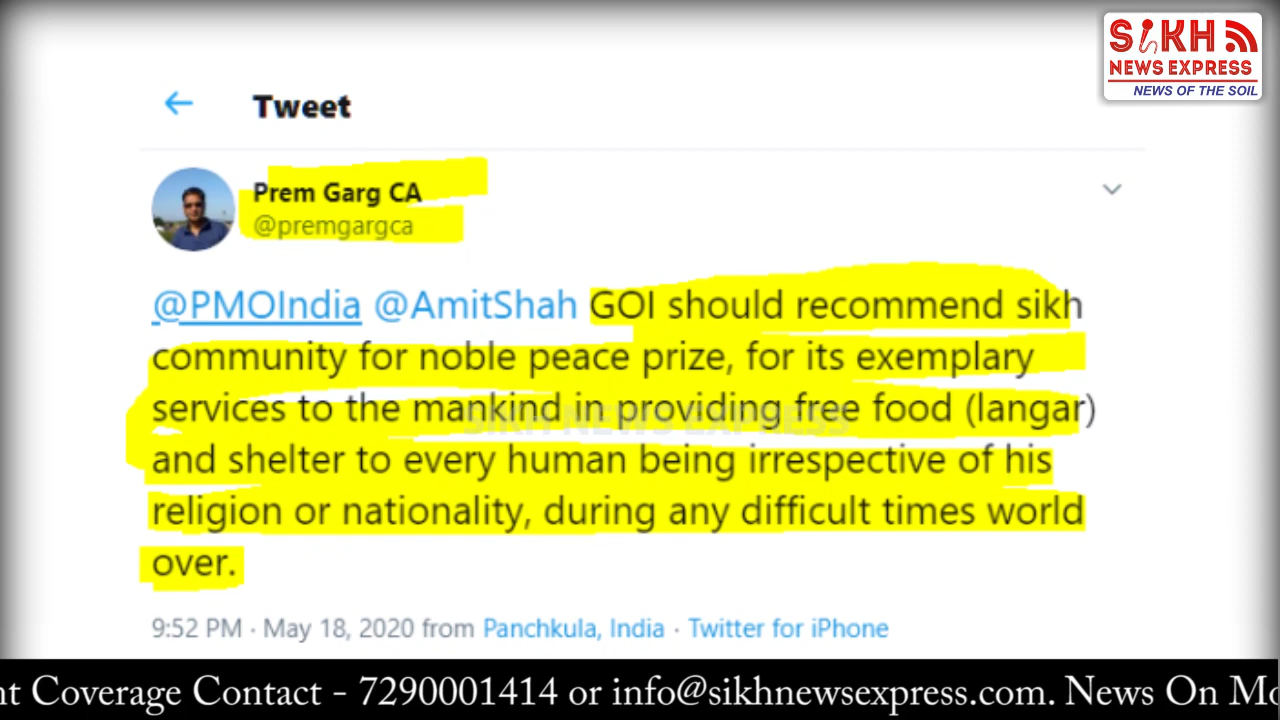 SiKH
NEWS EXPRESS
NEWS OF THE SOIL
Tweet
Prem Garg CA
@premgargca
@PMOIndia @AmitShah GOI should recommend sikh
community for noble peace prize, for its exemplary
services to the mankind in providing free food (langar)
and shelter to every human being irrespective of his
religion or nationality, during any difficult times world
over.
SIKH NEWS EXPRESS
9:52 PM · May 18, 2020 from Panchkula, India · Twitter for iPhone
Coverage Contact - 7290001414 or info@sikhnewsexpress.com. News On